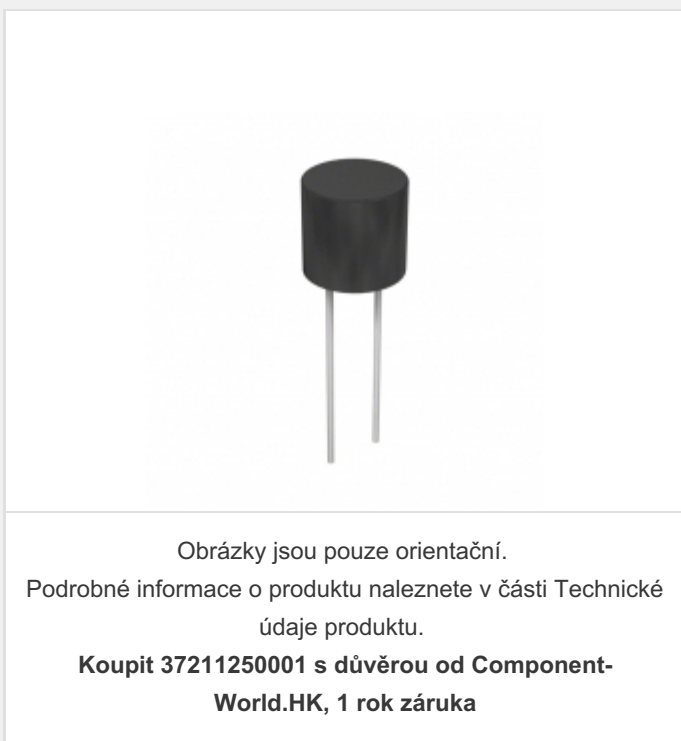 Obrázky jsou pouze orientační.
Podrobné informace o produktu naleznete v části Technické
údaje produktu.
Koupit 37211250001 s důvěrou od Component-
World.HK, 1 rok záruka